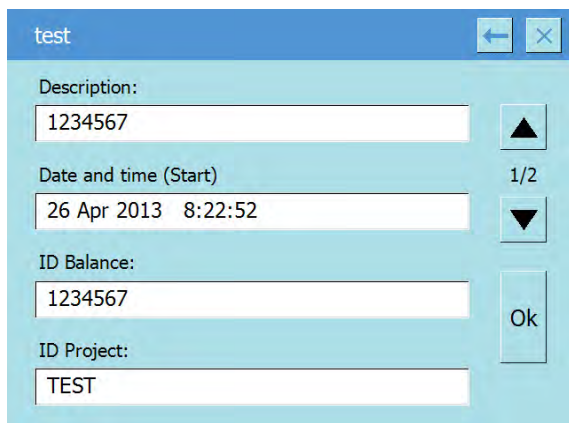 test
Description:
1234567
Date and time (Start)
1/2
26 Apr 2013 8:22:52
ID Balance:
1234567
Ok
ID Project:
TEST